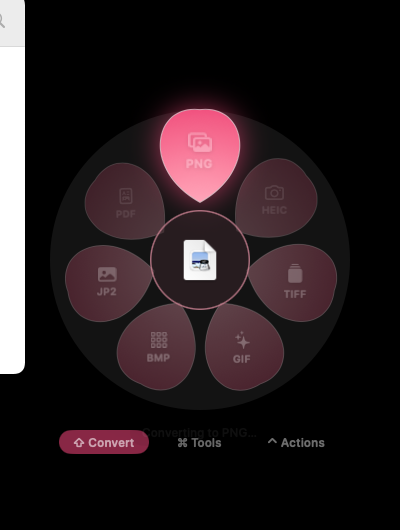 PNG
PDF
HEIC
JP2
TIFF
BMP
GIF
Converting to PNG...
⇧ Convert
⌘ Tools
⌃ Actions